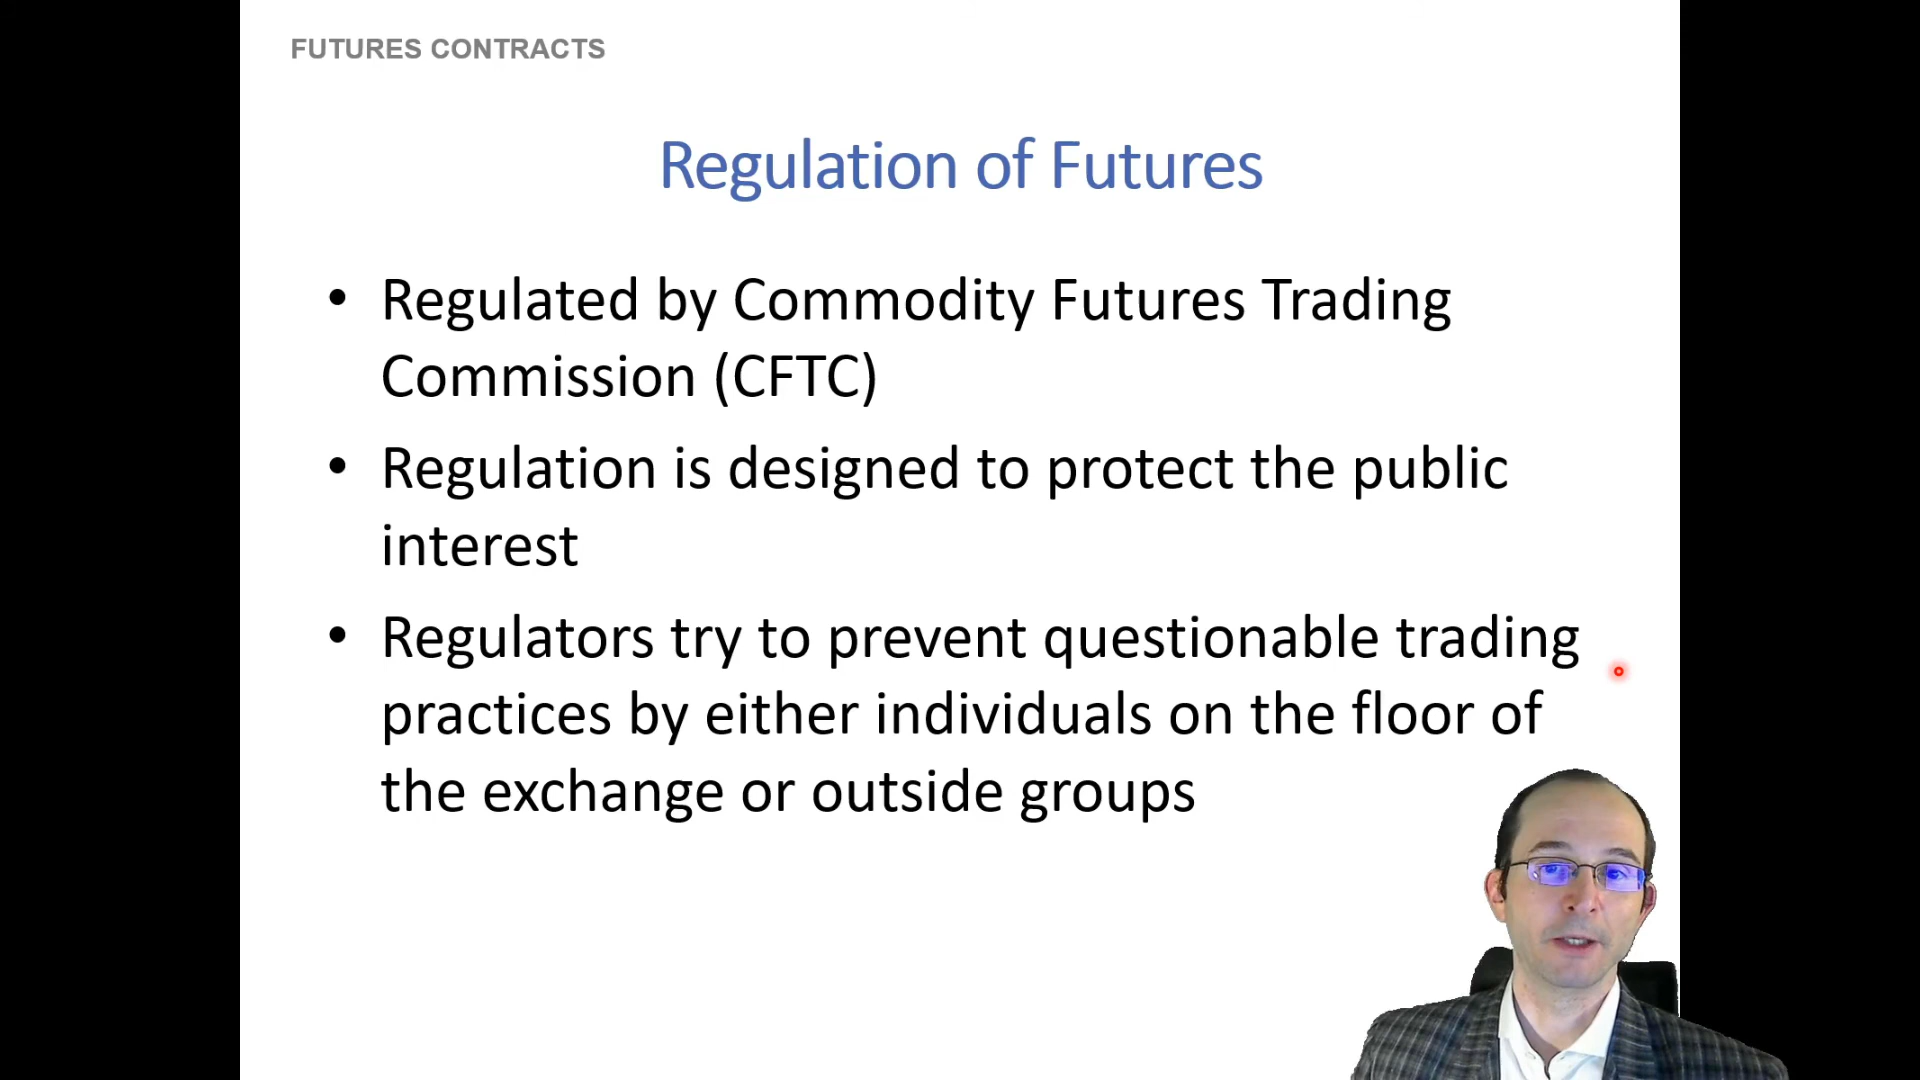 FUTURES CONTRACTS
Regulation of Futures
• Regulated by Commodity Futures Trading
Commission (CFTC)
• Regulation is designed to protect the public
interest
• Regulators try to prevent questionable trading
practices by either individuals on the floor of
the exchange or outside groups